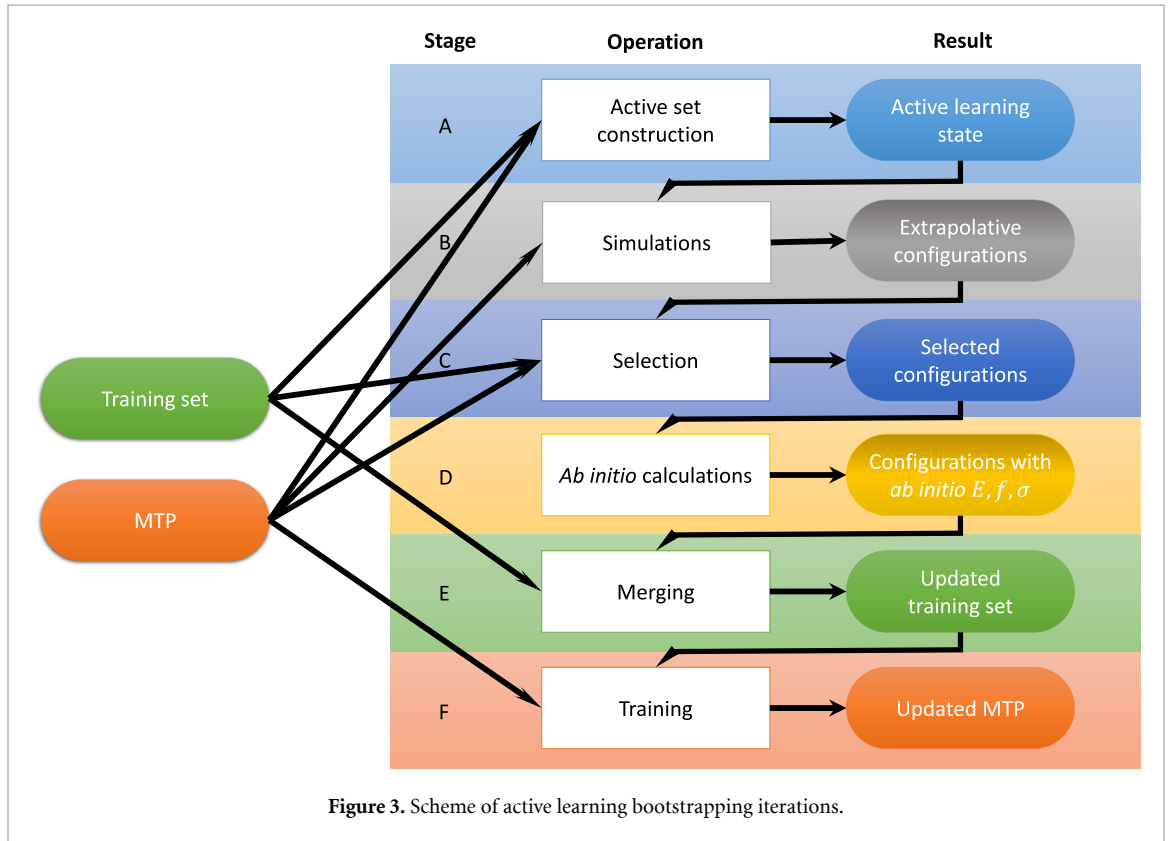 Stage Operation Result
A
Active set
construction
Active learning
state
B
Simulations
Extrapolative
configurations
C
Selection
Selected
configurations
Training set
D
Ab initio calculations
Configurations with
ab initio E, f, σ
MTP
E
Merging
Updated
training set
F
Training
Updated MTP
Figure 3. Scheme of active learning bootstrapping iterations.